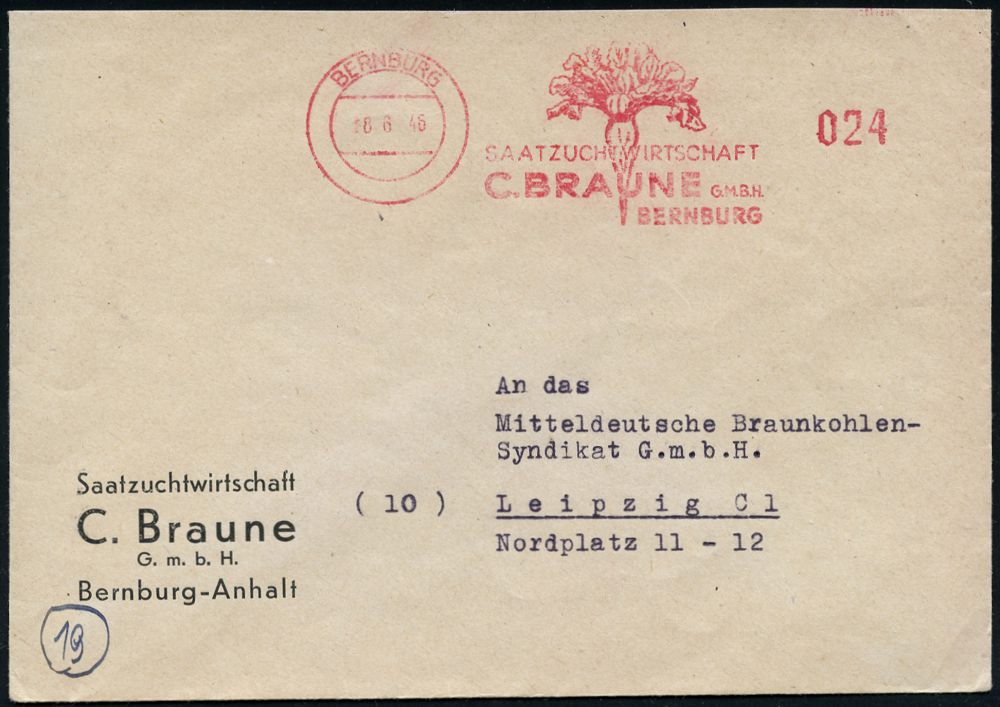 BERNBURG
18 6 46
SAATZUCHTWIRTSCHAFT
C. BRAUNE G.M.B.H.
BERNBURG
024
An das
Mitteldeutsche Braunkohlen-
Syndikat G.m.b.H.
( 10 ) Leipzig C1
Nordplatz 11 - 12
Saatzuchtwirtschaft
C. Braune
G. m. b. H.
Bernburg-Anhalt
19